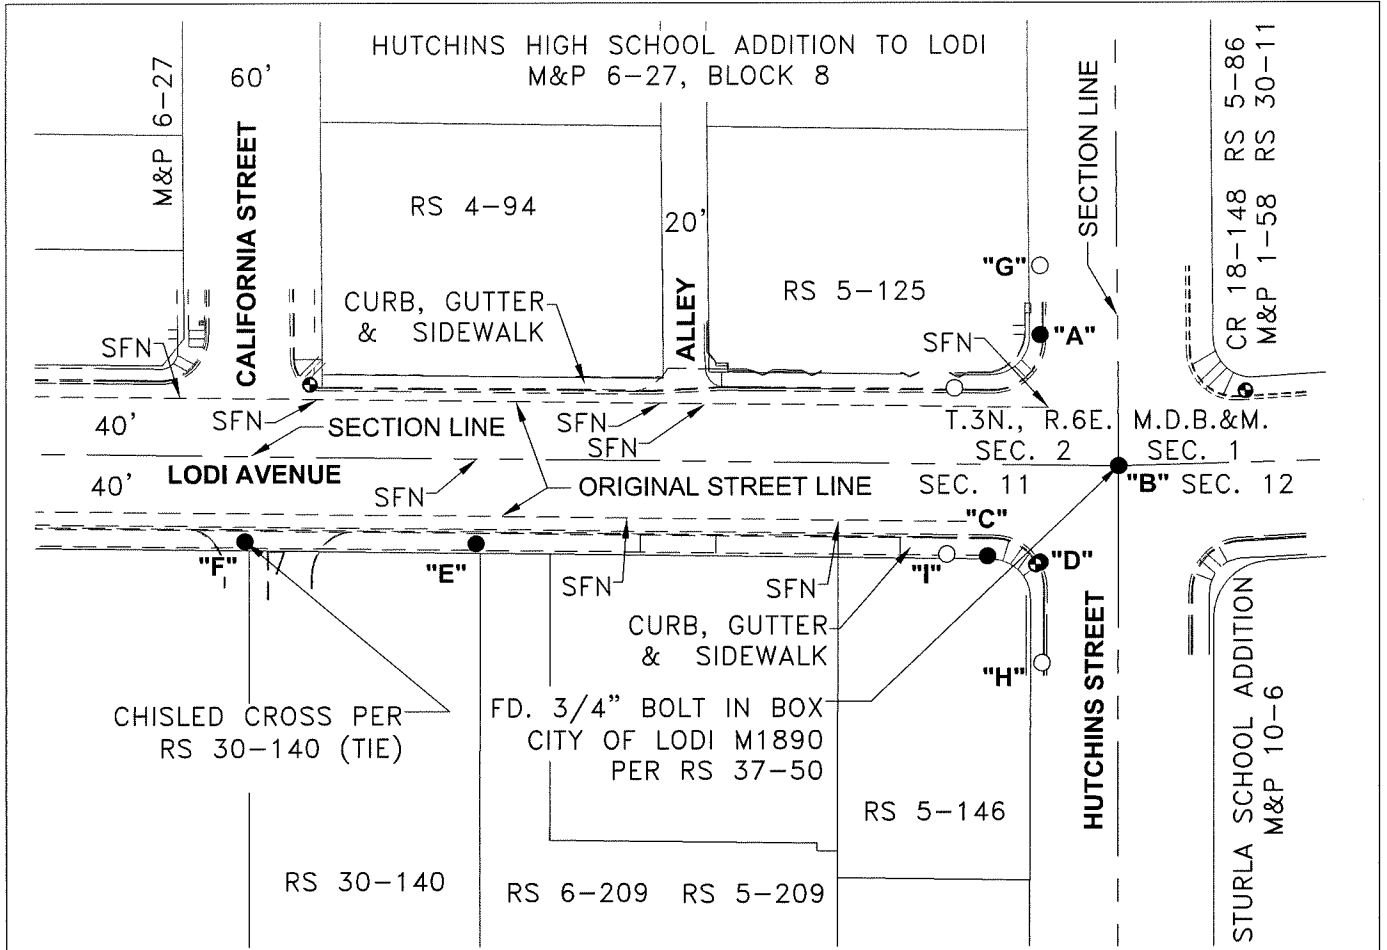 HUTCHINS HIGH SCHOOL ADDITION TO LODI
M&P 6-27, BLOCK 8
M&P 6-27
60'
CALIFORNIA STREET
RS 4-94
20'
ALLEY
SECTION LINE
CR 18-148 RS 5-86
M&P 1-58 RS 30-11
"G"
RS 5-125
CURB, GUTTER
& SIDEWALK
"A"
SFN
SFN
SFN
SFN
SFN
40'
SECTION LINE
T.3N., R.6E. M.D.B.&M.
SEC. 2
SEC. 1
LODI AVENUE
40'
SFN
ORIGINAL STREET LINE
SEC. 11
"B"
SEC. 12
"C"
"F"
"E"
"I"
"D"
SFN
SFN
CURB, GUTTER
& SIDEWALK
"H"
HUTCHINS STREET
STURLA SCHOOL ADDITION
M&P 10-6
CHISLED CROSS PER
RS 30-140 (TIE)
FD. 3/4" BOLT IN BOX
CITY OF LODI M1890
PER RS 37-50
RS 5-146
RS 30-140
RS 6-209 RS 5-209